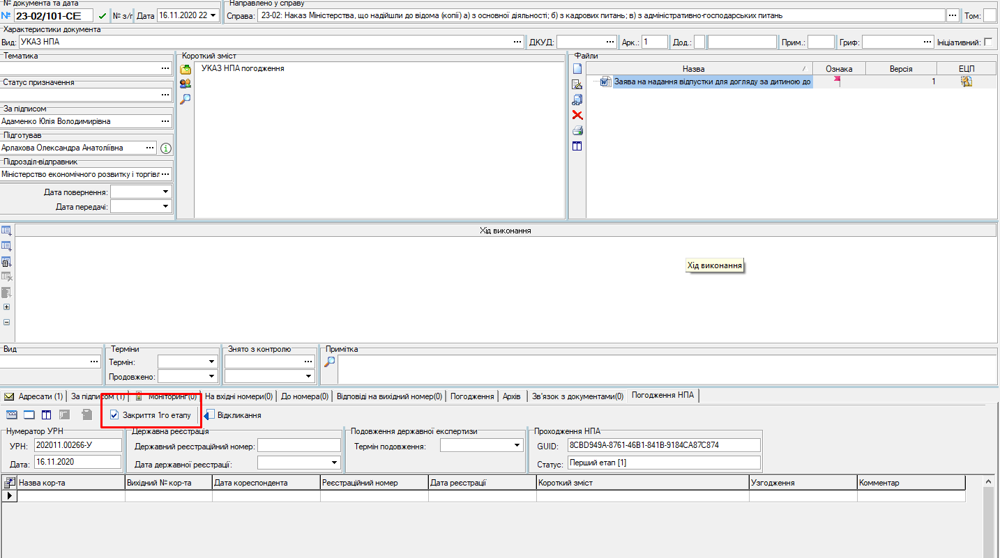 № документа та дата
Направлено у справу
№ 23-02/101-СЕ № з/г Дата 16.11.2020 22 Справа: 23-02: Наказ Міністерства, що надійшли до відома (копії) а) з основної діяльності; б) з кадрових питань; в) з адміністративно-господарських питань ... Том:
Характеристики документа
Вид: УКАЗ НПА ... ДКУД: ... Арк.: 1 Дод.: Прим.: Гриф: ... Ініціативний:
Тематика
...
Статус призначення
...
За підписом
Адаменко Юлія Володимирівна ...
Підготував
Арлахова Олександра Анатоліївна ...
Підрозділ-відправник
Міністерство економічного розвитку і торгівл ...
Дата повернення:
Дата передачі:
Короткий зміст
УКАЗ НПА погодження
Файли
Назва Ознака Версія ЕЦП
Заява на надання відпустки для догляду за дитиною до 1
Хід виконання
Хід виконання
Вид
...
Терміни
Термін:
Продовжено:
Знято з контролю
...
Примітка
Адресати (1) За підписом (1) Моніторинг(0) На вхідні номери(0) До номера(0) Відповіді на вихідний номер(0) Погодження Архів Зв'язок з документами(0) Погодження НПА
Закриття 1го етапу Відкликання
Нумератор УРН
УРН: 202011.00266-У
Дата: 16.11.2020
Державна реєстрація
Державний реєстраційний номер:
Дата державної реєстрації:
Подовження державної експертизи
Термін подовження:
Проходження НПА
GUID: 8CBD949A-8761-46B1-841B-9184CA87C874
Статус: Перший етап [1]
Назва кор-та Вихідний № кор-та Дата кореспондента Реєстраційний номер Дата реєстрації Короткий зміст Узгодження Комментар